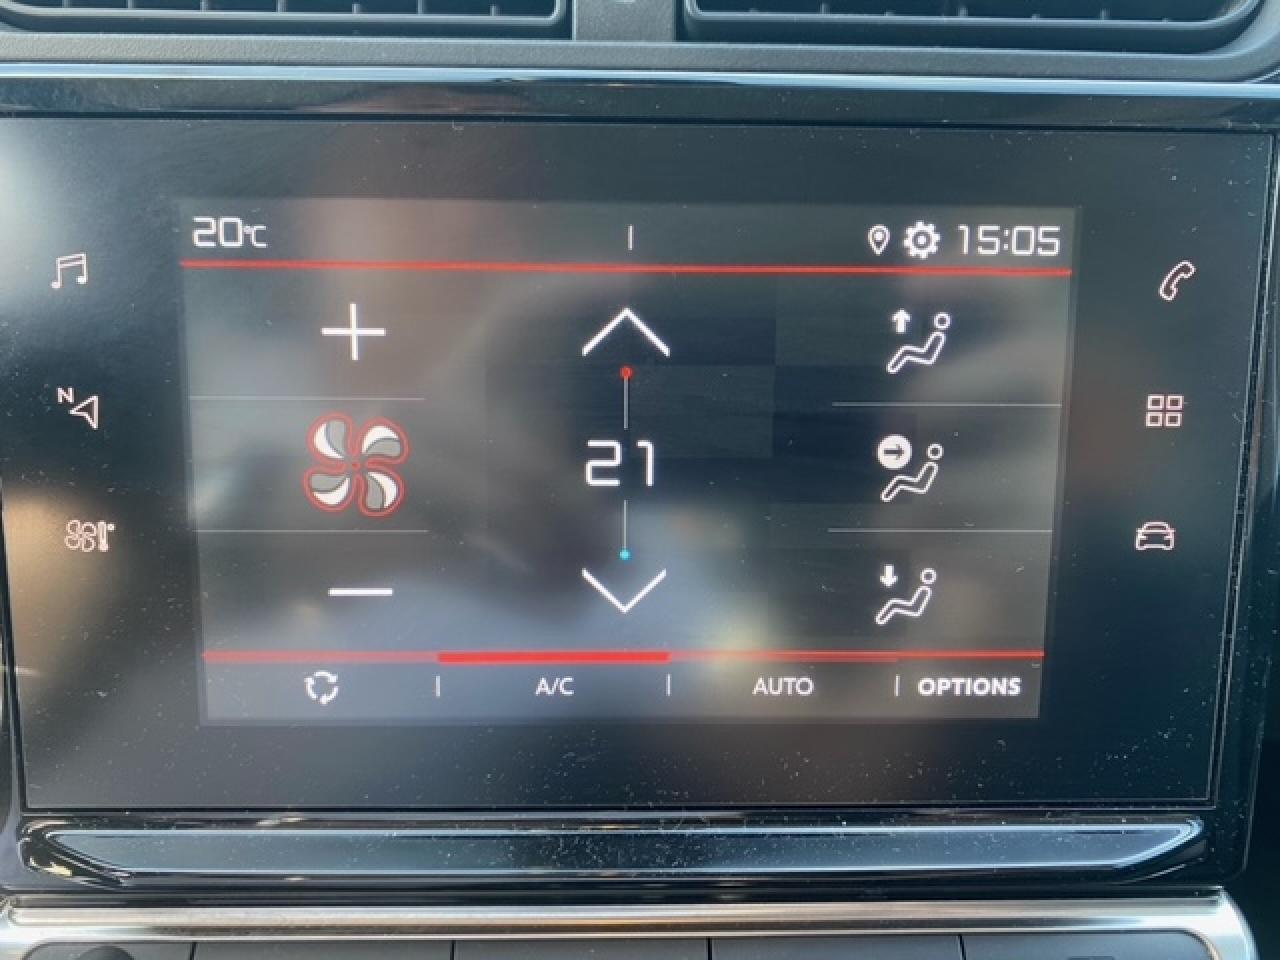 20°C 15:05
N
21
A/C AUTO OPTIONS